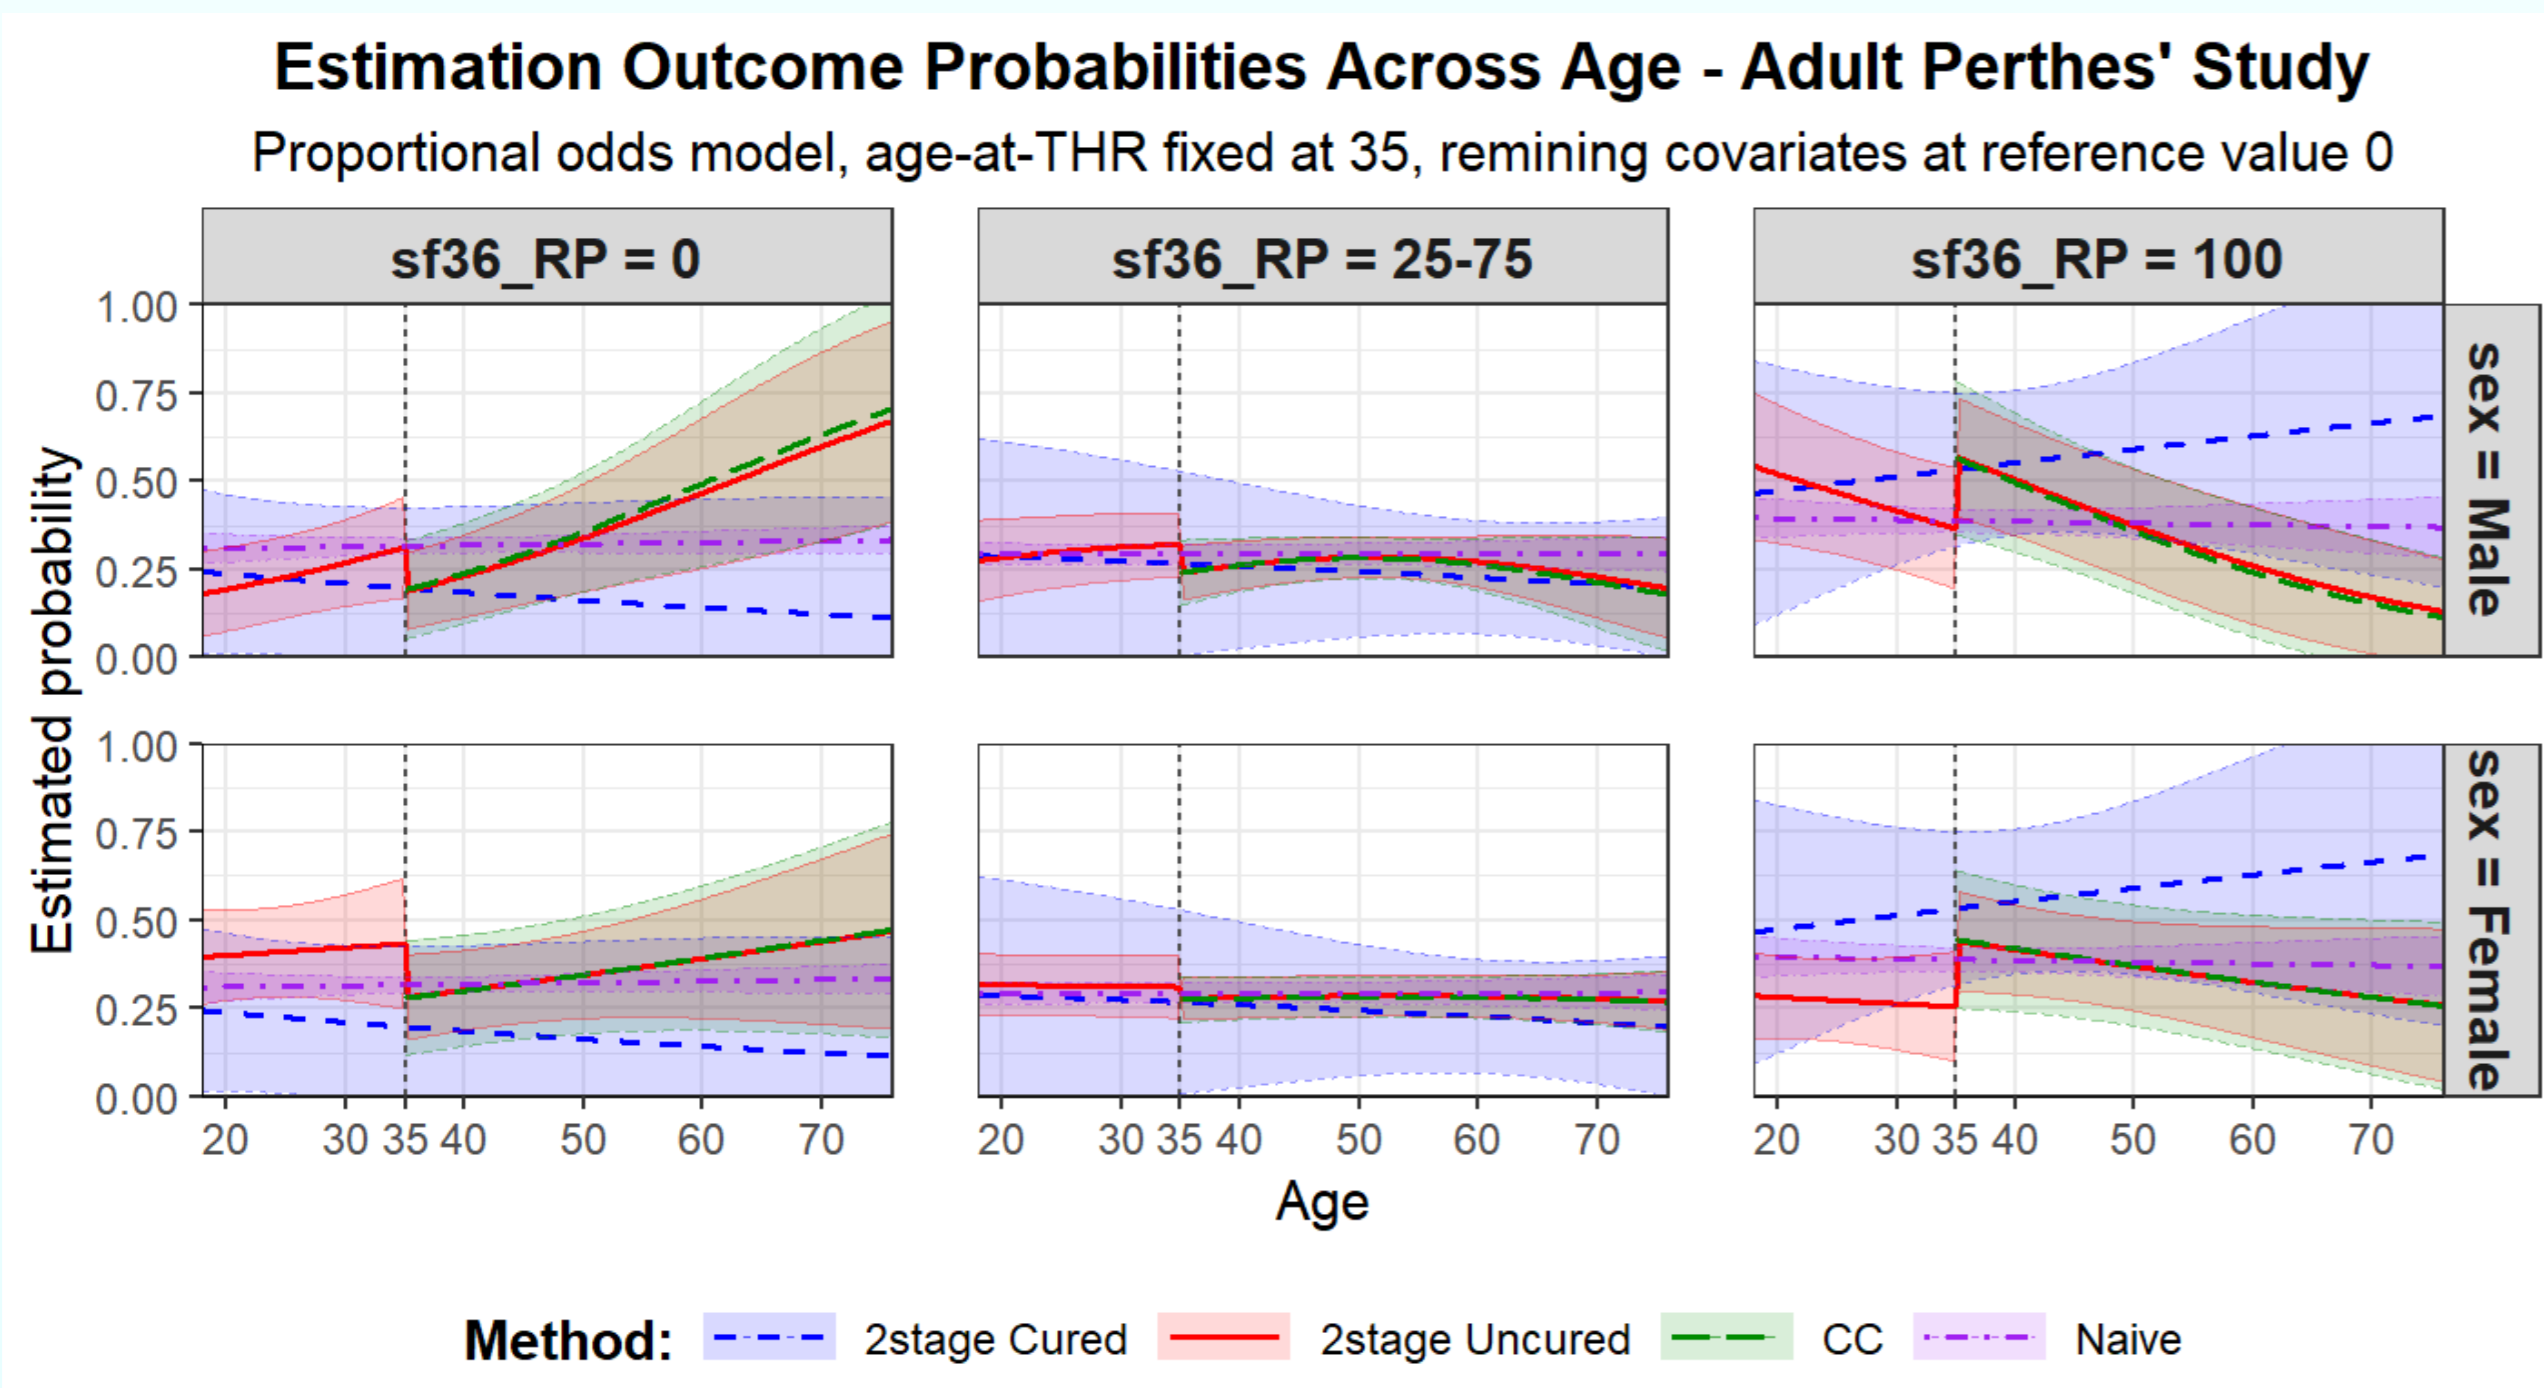 Estimation Outcome Probabilities Across Age - Adult Perthes' Study
Proportional odds model, age-at-THR fixed at 35, remining covariates at reference value 0
sf36_RP = 0
sf36_RP = 25-75
sf36_RP = 100
Estimated probability
1.00
0.75
0.50
0.25
0.00
sex = Male
1.00
0.75
0.50
0.25
0.00
sex = Female
20 30 35 40 50 60 70
20 30 35 40 50 60 70
20 30 35 40 50 60 70
Age
Method: 2stage Cured 2stage Uncured CC Naive